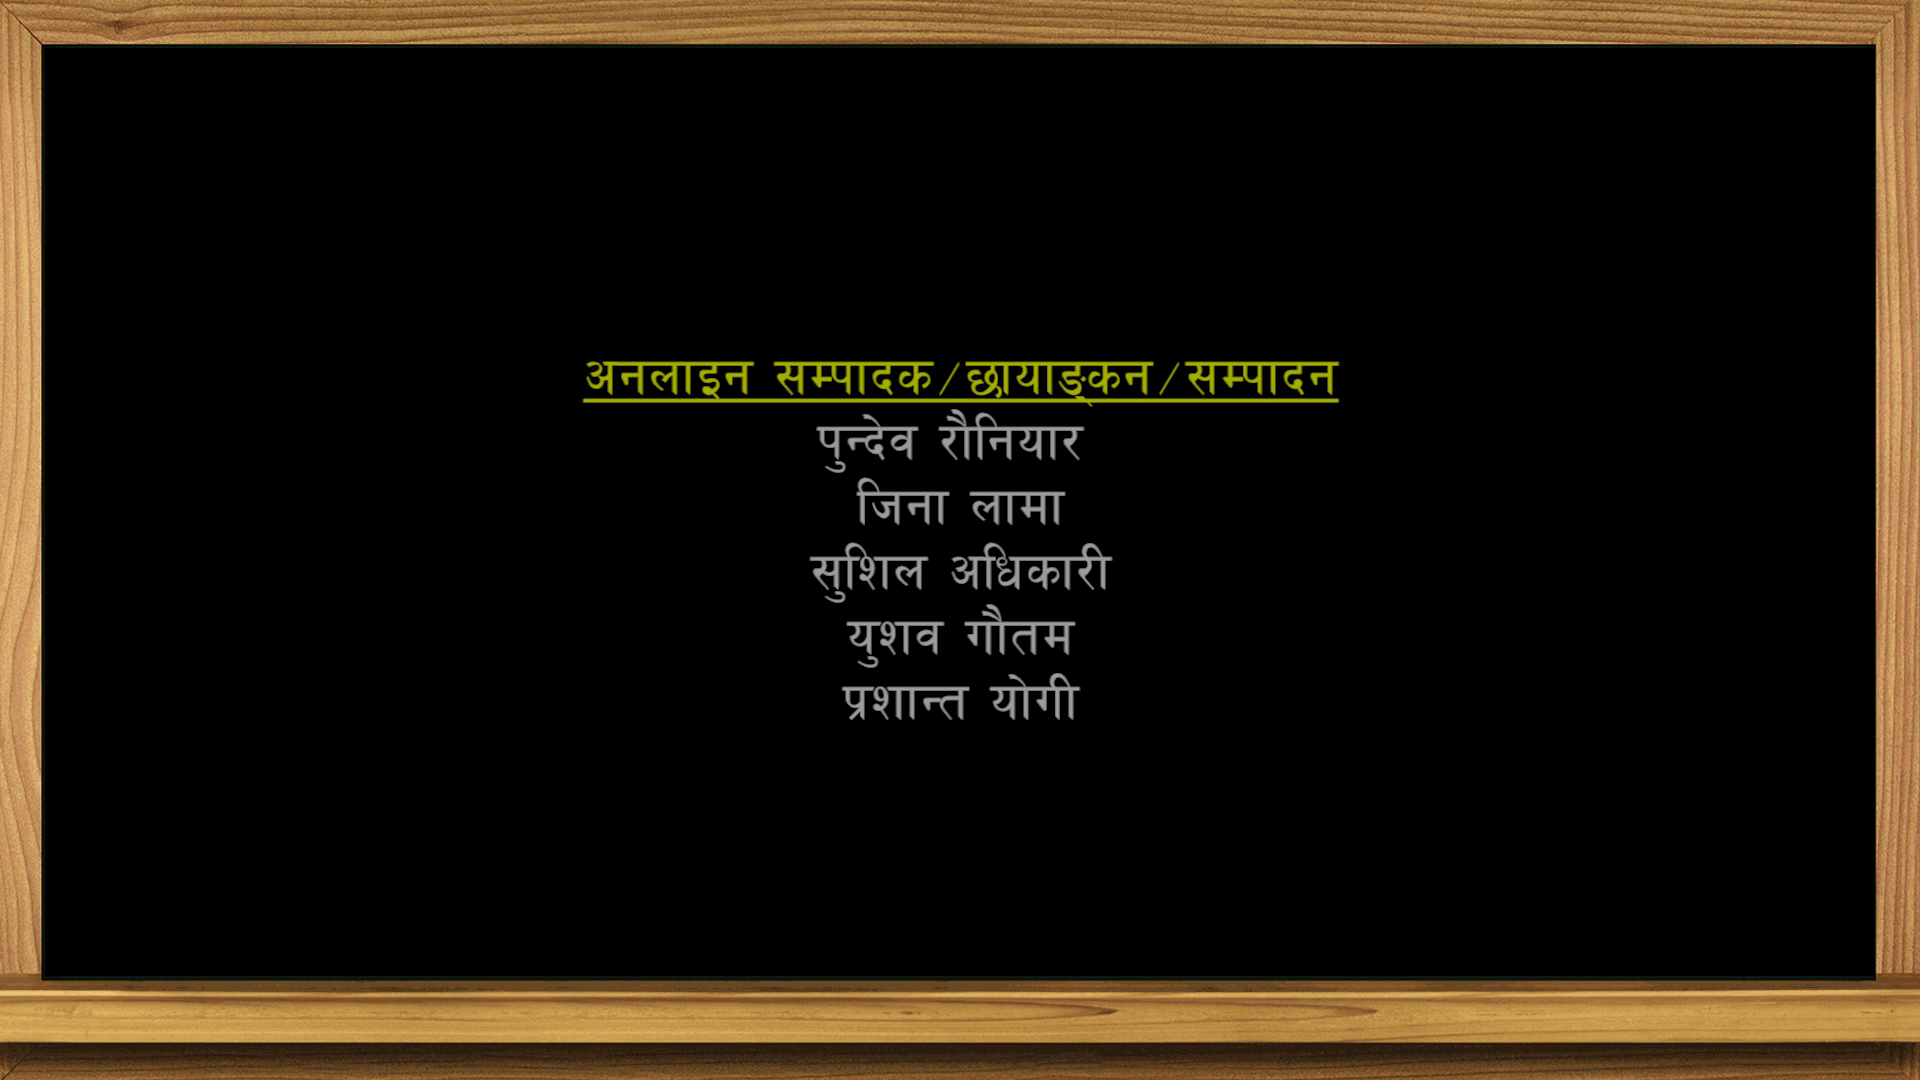 अनलाइन सम्पादक/छायाङ्कन/सम्पादन
पुन्देव रौनियार
जिना लामा
सुशिल अधिकारी
युशव गौतम
प्रशान्त योगी